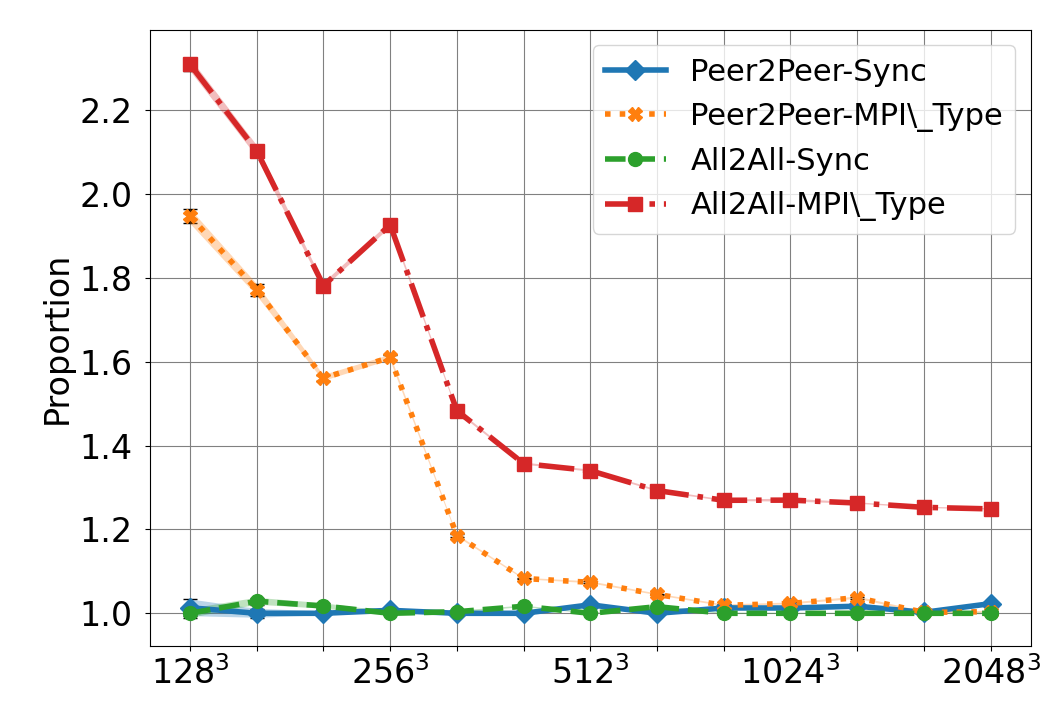 Peer2Peer-Sync
Peer2Peer-MPI\_Type
All2All-Sync
All2All-MPI\_Type
Proportion
2.2
2.0
1.8
1.6
1.4
1.2
1.0
128³ 256³ 512³ 1024³ 2048³